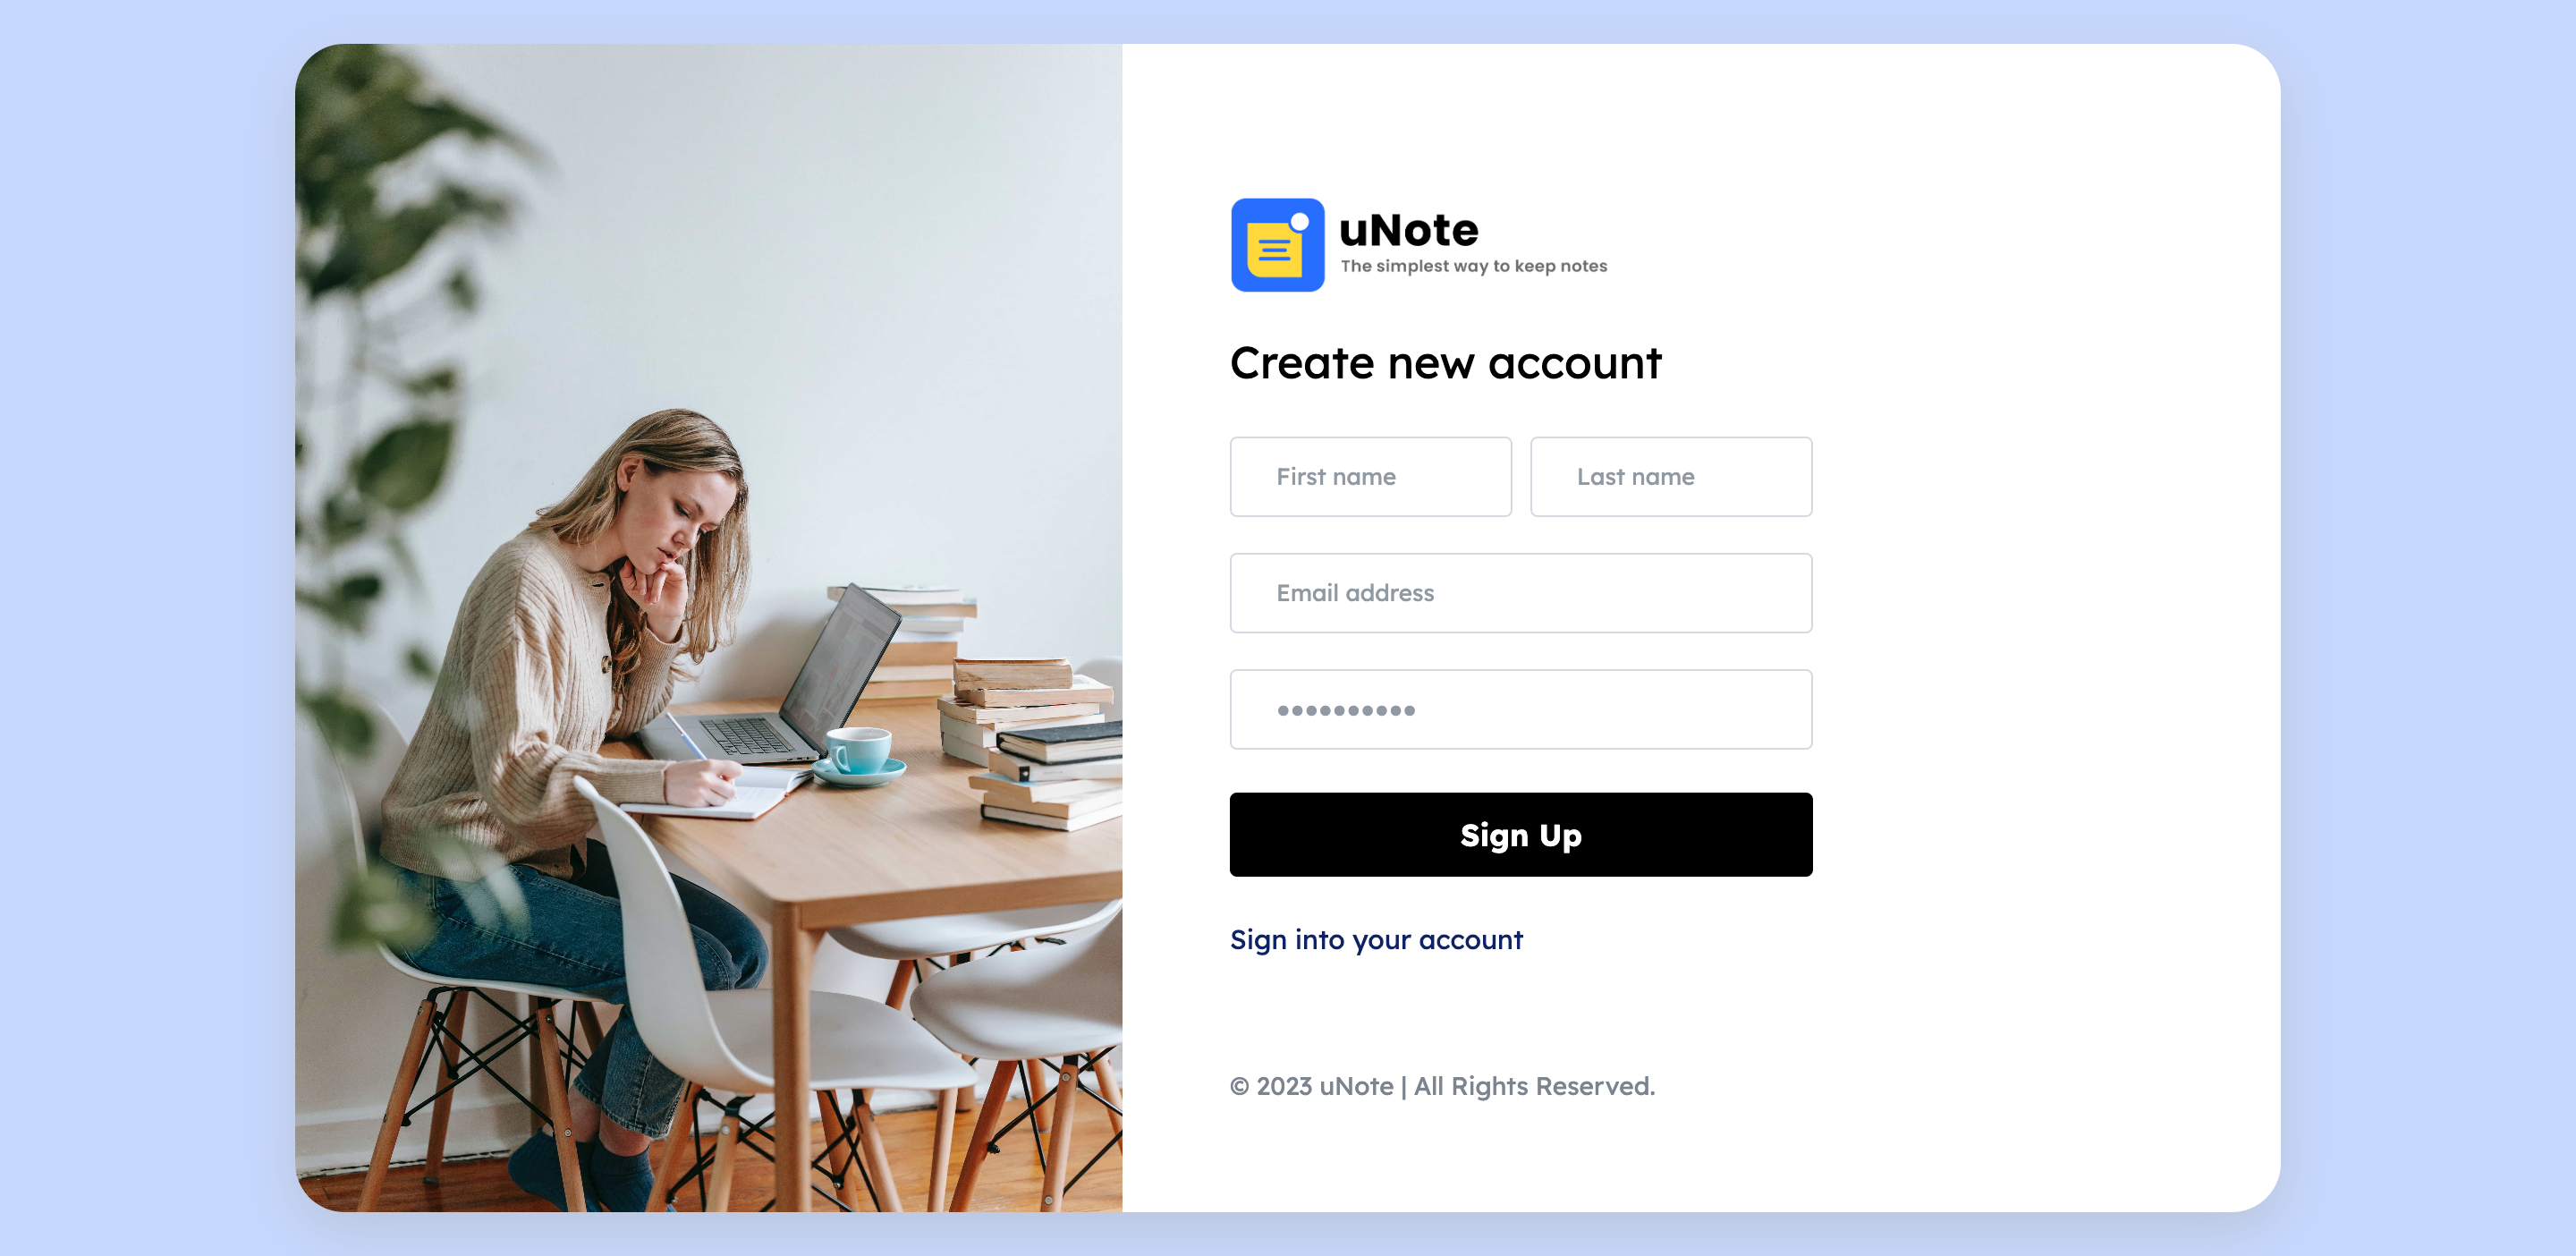 uNote
The simplest way to keep notes
Create new account
First name
Last name
Email address
••••••••••
Sign Up
Sign into your account
© 2023 uNote | All Rights Reserved.